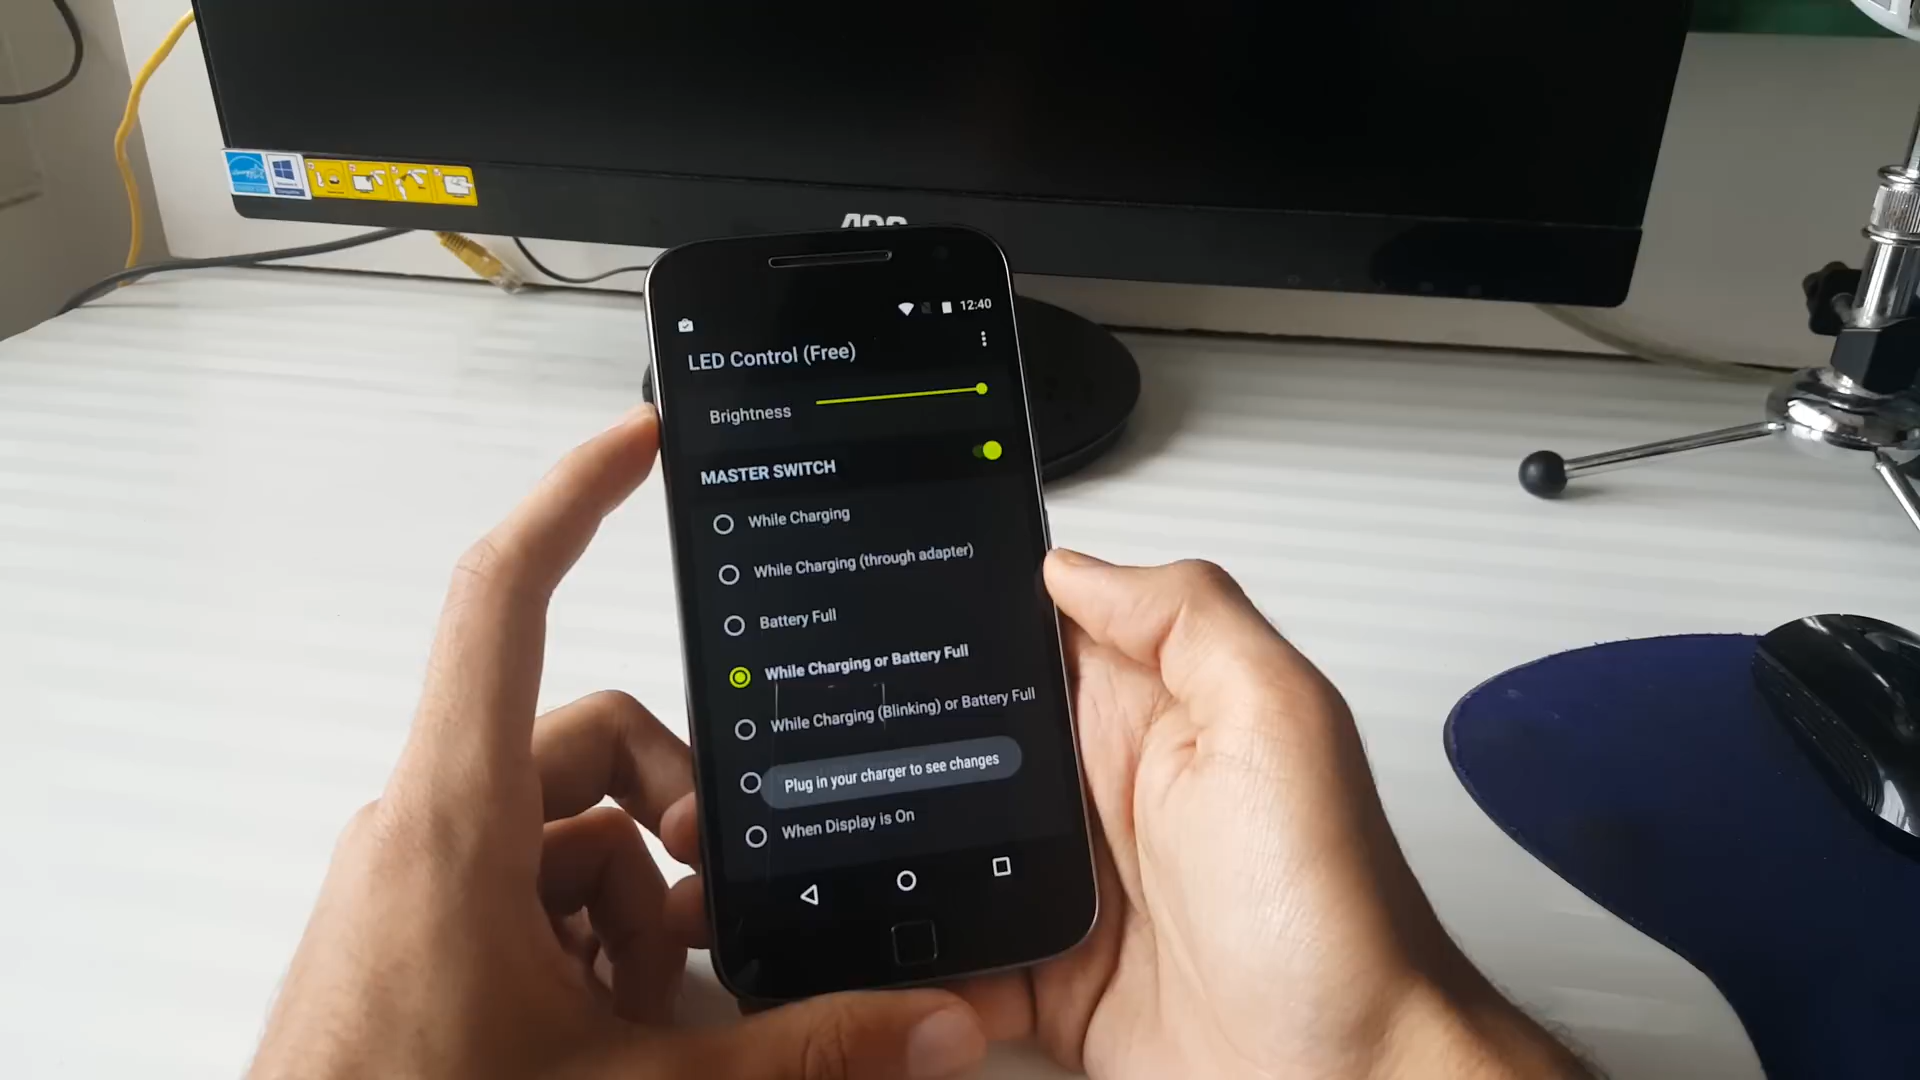 AOC
12:40
LED Control (Free)
Brightness
MASTER SWITCH
While Charging
While Charging (through adapter)
Battery Full
While Charging or Battery Full
While Charging (Blinking) or Battery Full
Plug in your charger to see changes
When Display is On